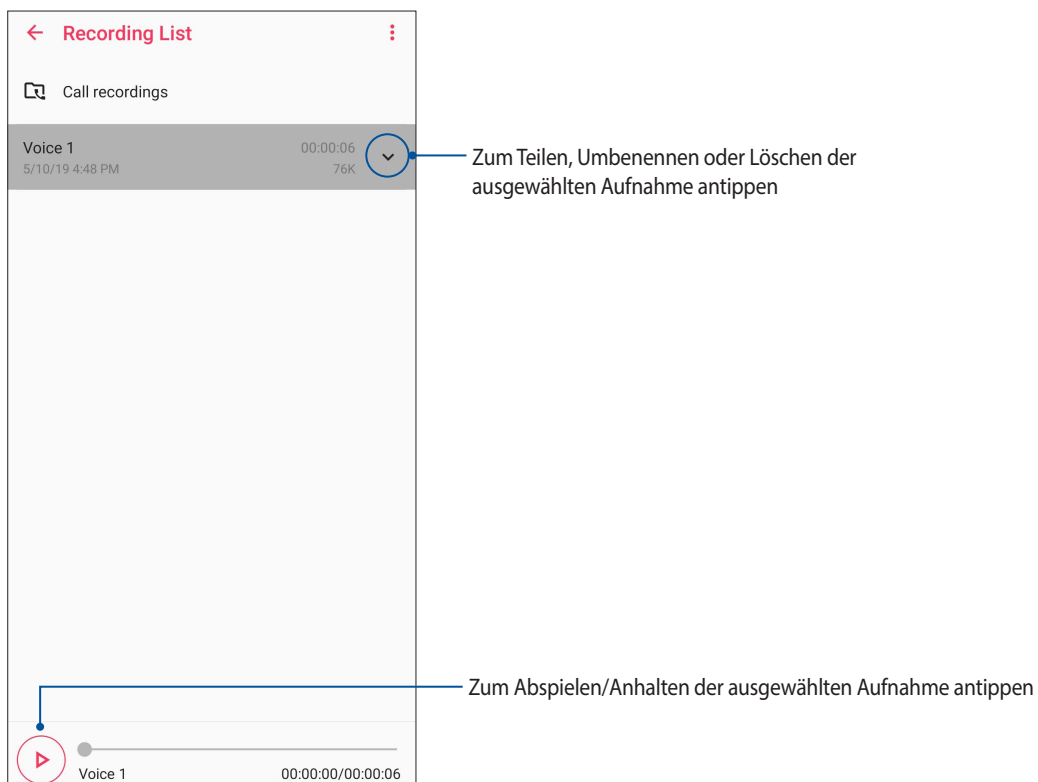 Recording List
Call recordings
Voice 1 00:00:06
5/10/19 4:48 PM 76K
Zum Teilen, Umbenennen oder Löschen der
ausgewählten Aufnahme antippen
Zum Abspielen/Anhalten der ausgewählten Aufnahme antippen
Voice 1 00:00:00/00:00:06